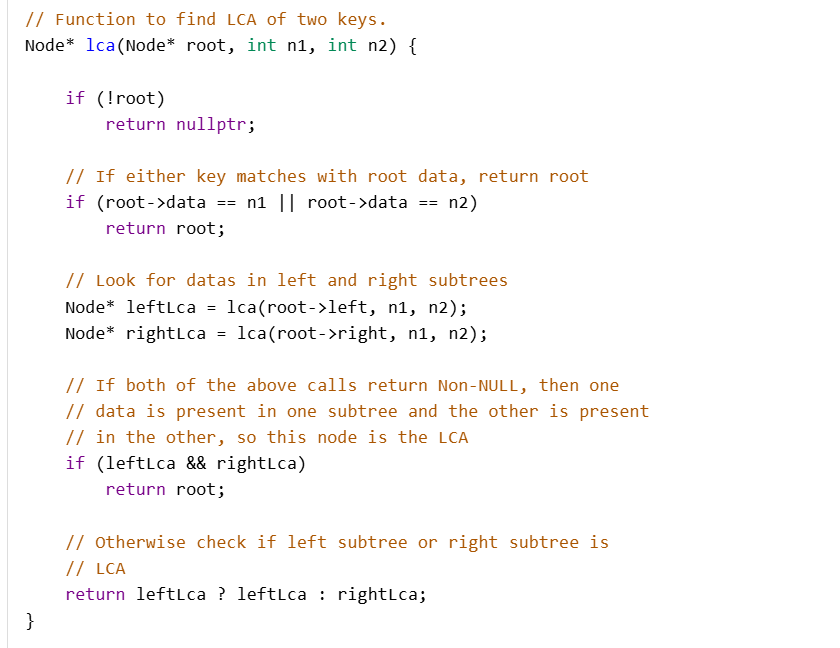 // Function to find LCA of two keys.
Node* lca(Node* root, int n1, int n2) {
if (!root)
return nullptr;
// If either key matches with root data, return root
if (root->data == n1 || root->data == n2)
return root;
// Look for datas in left and right subtrees
Node* leftLca = lca(root->left, n1, n2);
Node* rightLca = lca(root->right, n1, n2);
// If both of the above calls return Non-NULL, then one
// data is present in one subtree and the other is present
// in the other, so this node is the LCA
if (leftLca && rightLca)
return root;
// Otherwise check if left subtree or right subtree is
// LCA
return leftLca ? leftLca : rightLca;
}